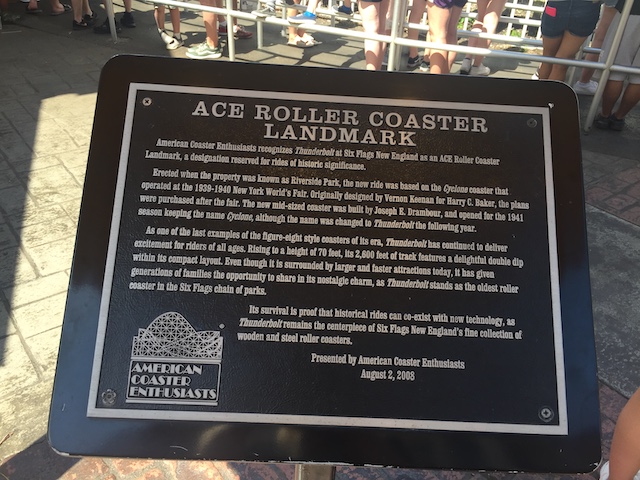 ACE ROLLER COASTER
LANDMARK
American Coaster Enthusiasts recognizes Thunderbolt at Six Flags New England as an ACE Roller Coaster
Landmark, a designation reserved for rides of historic significance.
Erected when the property was known as Riverside Park, the new ride was based on the Cyclone coaster that
operated at the 1939-1940 New York World's Fair. Originally designed by Vernon Keenan for Harry C. Baker, the plans
were purchased after the fair. The new mid-sized coaster was built by Joseph E. Drambour, and opened for the 1941
season keeping the name Cyclone, although the name was changed to Thunderbolt the following year.
As one of the last examples of the figure-eight style coasters of its era, Thunderbolt has continued to deliver
excitement for riders of all ages. Rising to a height of 70 feet, its 2,600 feet of track features a delightful double dip
within its compact layout. Even though it is surrounded by larger and faster attractions today, it has given
generations of families the opportunity to share in its nostalgic charm, as Thunderbolt stands as the oldest roller
coaster in the Six Flags chain of parks.
Its survival is proof that historical rides can co-exist with new technology, as
Thunderbolt remains the centerpiece of Six Flags New England's fine collection of
wooden and steel roller coasters.
Presented by American Coaster Enthusiasts
August 2, 2008
AMERICAN
COASTER
ENTHUSIASTS